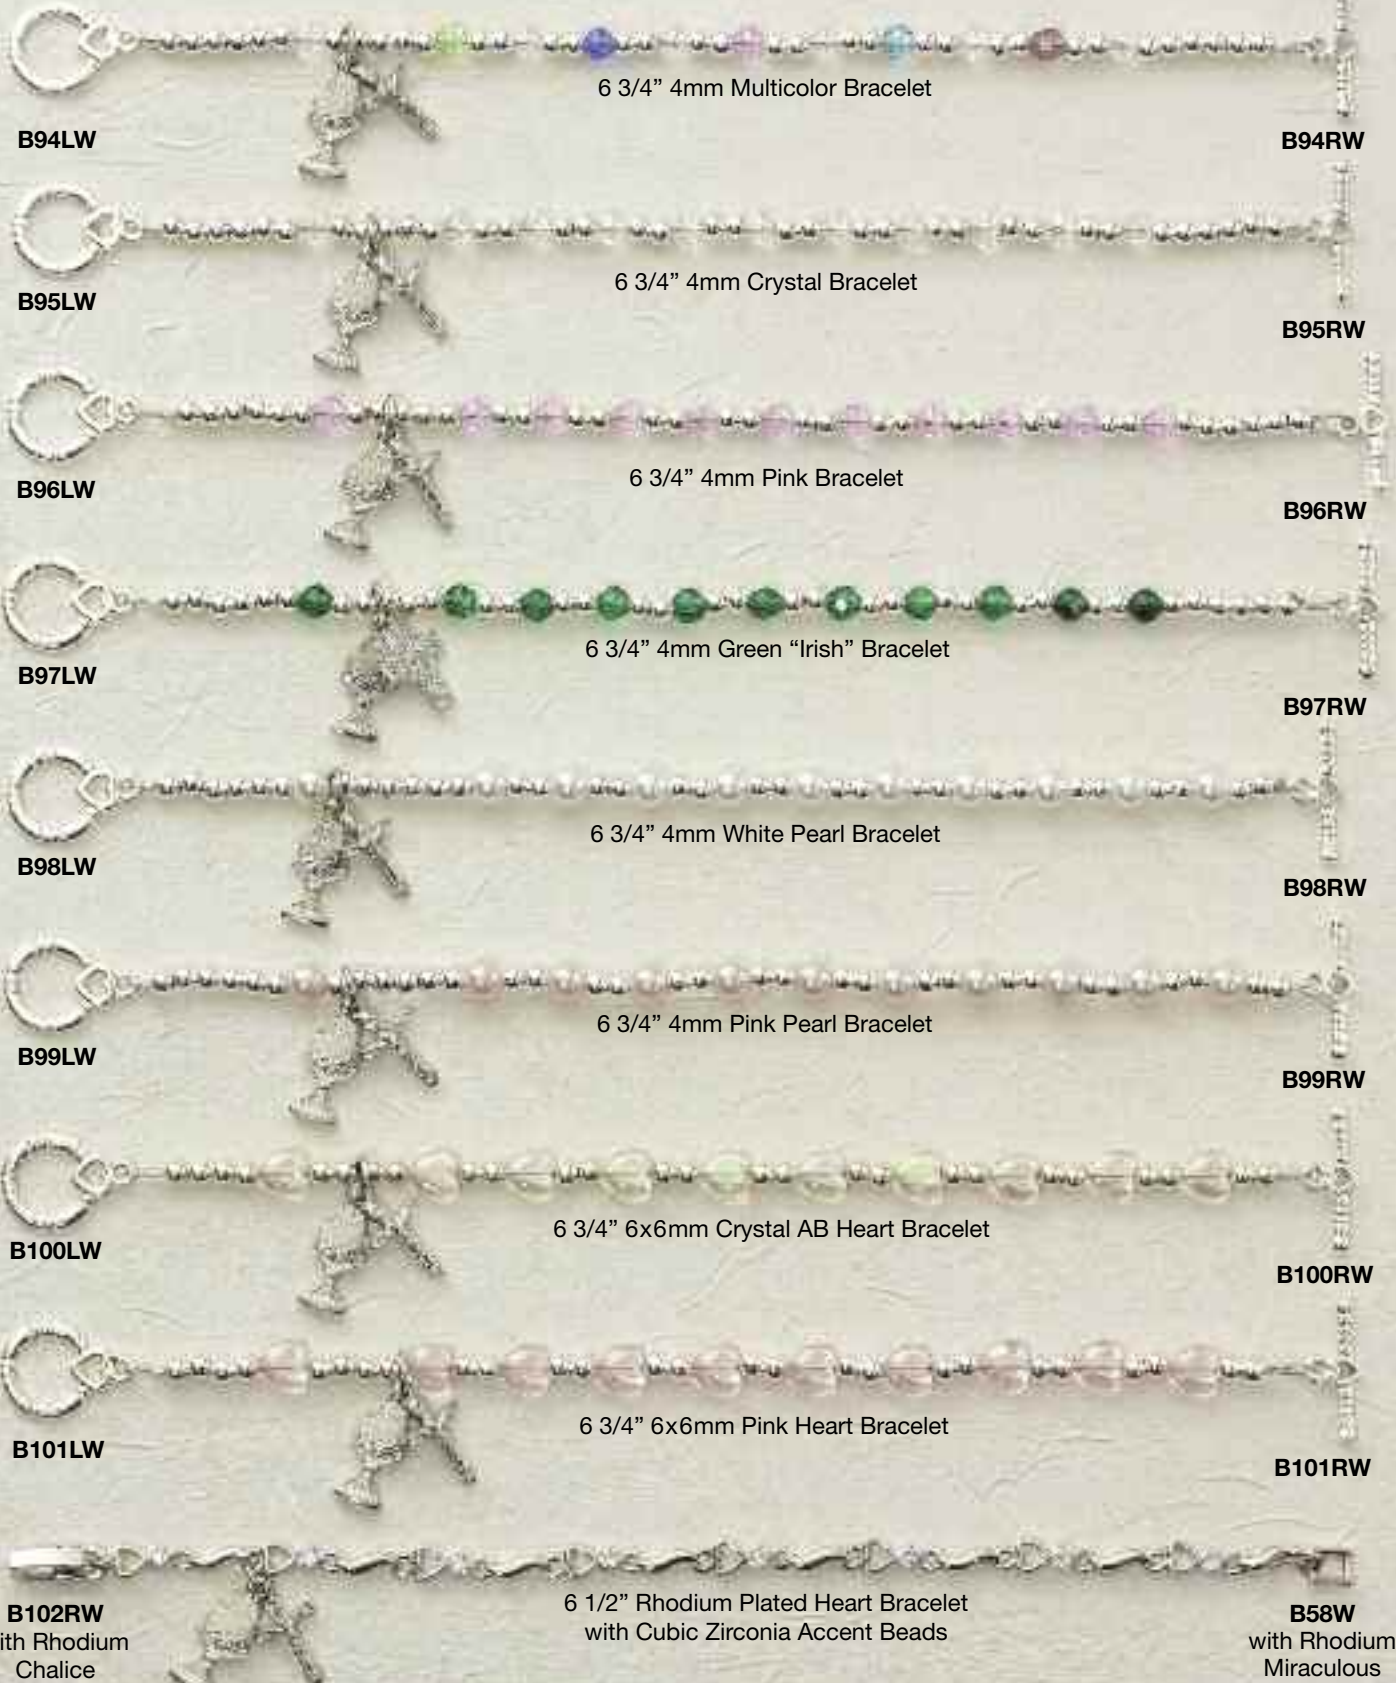 6 3/4” 4mm Multicolor Bracelet
B94LW
B94RW
6 3/4” 4mm Crystal Bracelet
B95LW
B95RW
6 3/4” 4mm Pink Bracelet
B96LW
B96RW
6 3/4” 4mm Green “Irish” Bracelet
B97LW
B97RW
6 3/4” 4mm White Pearl Bracelet
B98LW
B98RW
6 3/4” 4mm Pink Pearl Bracelet
B99LW
B99RW
6 3/4” 6x6mm Crystal AB Heart Bracelet
B100LW
B100RW
6 3/4” 6x6mm Pink Heart Bracelet
B101LW
B101RW
6 1/2” Rhodium Plated Heart Bracelet
with Cubic Zirconia Accent Beads
B102RW
ith Rhodium
Chalice
B58W
with Rhodium
Miraculous